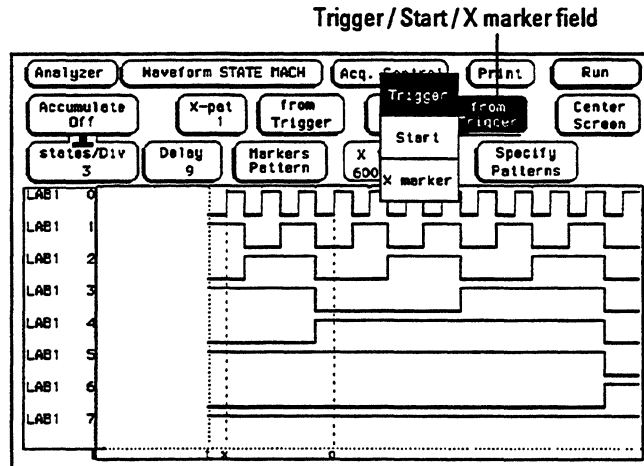 Trigger / Start / X marker field
Analyzer Waveform STATE MACH Acq. Control Print Run
Accumulate Off X-pat 1 from Trigger from Trigger Center Screen
Trigger
Start
X marker
states/Div 3 Delay 9 Markers Pattern X 600 Specify Patterns
LAB1 0
LAB1 1
LAB1 2
LAB1 3
LAB1 4
LAB1 5
LAB1 6
LAB1 7
t x o